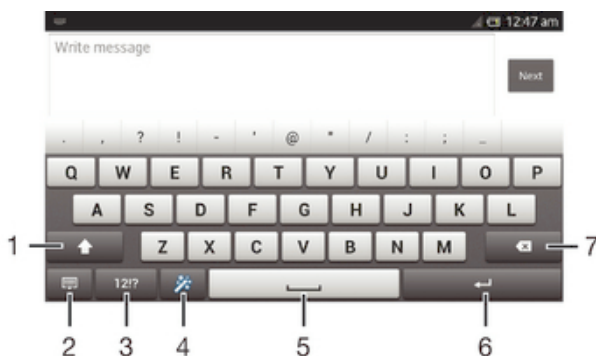 12:47 am
Write message
Next
. , ? ! - ' @ " / : ; _
Q W E R T Y U I O P
A S D F G H J K L
1 Z X C V B N M 7
12!?
2 3 4 5 6